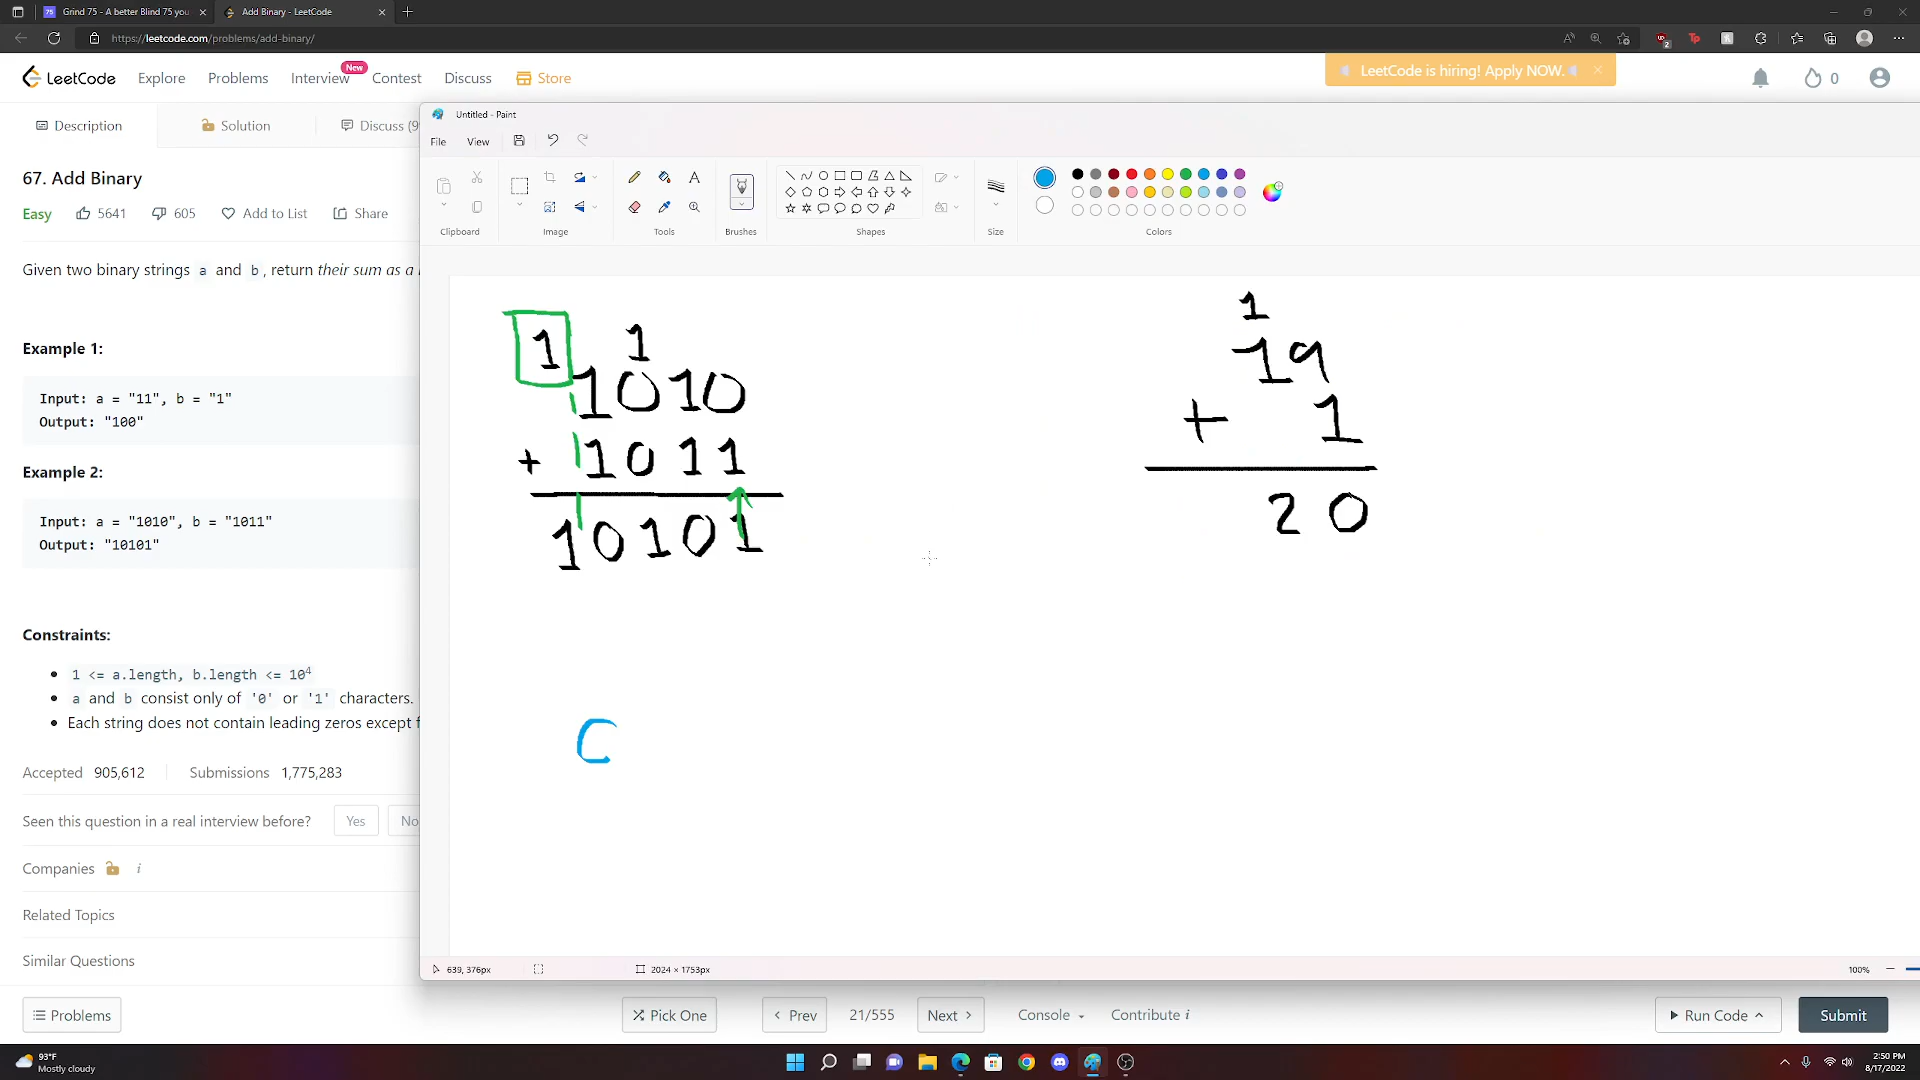 Grind 75 - A better Blind 75 you
Add Binary - LeetCode
https://leetcode.com/problems/add-binary/
LeetCode
Explore
Problems
Interview
New
Contest
Discuss
Store
LeetCode is hiring! Apply NOW.
0
Description
Solution
Discuss (9
67. Add Binary
Easy
5641
605
Add to List
Share
Given two binary strings a and b, return their sum as a
Example 1:
Input: a = "11", b = "1"
Output: "100"
Example 2:
Input: a = "1010", b = "1011"
Output: "10101"
Constraints:
1 <= a.length, b.length <= 10⁴
a and b consist only of '0' or '1' characters.
Each string does not contain leading zeros except f
Accepted 905,612
Submissions 1,775,283
Seen this question in a real interview before?
Yes
No
Companies
i
Related Topics
Similar Questions
Untitled - Paint
File
View
Clipboard
Image
Tools
Brushes
Shapes
Size
Colors
1 1
1010
+ 1011
10101
1
19
+ 1
20
C
639, 376px
2024 × 1753px
100%
Problems
Pick One
Prev
21/555
Next
Console
Contribute i
Run Code
Submit
93°F
Mostly cloudy
2:50 PM
8/17/2022